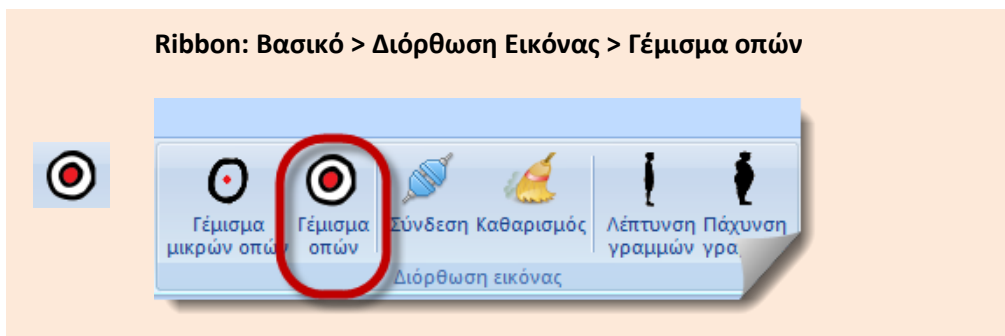 Ribbon: Βασικό > Διόρθωση Εικόνας > Γέμισμα οπών
Γέμισμα μικρών οπών
Γέμισμα οπών
Σύνδεση
Καθαρισμός
Λέπτυνση γραμμών
Πάχυνση
Διόρθωση εικόνας